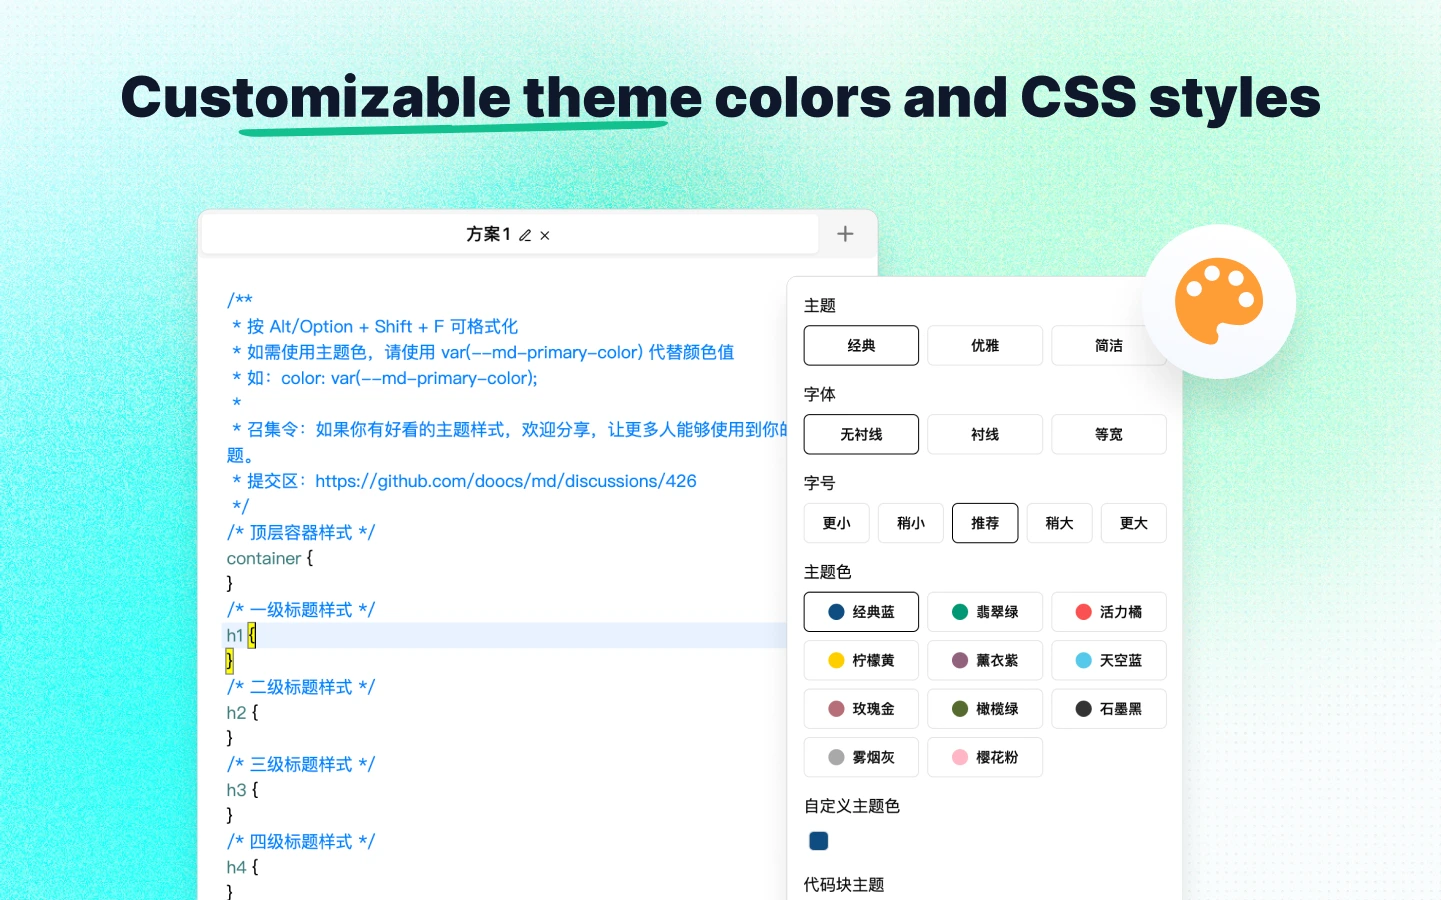 Customizable theme colors and CSS styles
方案1
/**
* 按 Alt/Option + Shift + F 可格式化
* 如需使用主题色，请使用 var(--md-primary-color) 代替颜色值
* 如：color: var(--md-primary-color);
*
* 召集令：如果你有好看的主题样式，欢迎分享，让更多人能够使用到你的
题。
* 提交区：https://github.com/doocs/md/discussions/426
*/
/* 顶层容器样式 */
container {
}
/* 一级标题样式 */
h1 {
}
/* 二级标题样式 */
h2 {
}
/* 三级标题样式 */
h3 {
}
/* 四级标题样式 */
h4 {
}
主题
经典 优雅 简洁
字体
无衬线 衬线 等宽
字号
更小 稍小 推荐 稍大 更大
主题色
经典蓝 翡翠绿 活力橘
柠檬黄 薰衣紫 天空蓝
玫瑰金 橄榄绿 石墨黑
雾烟灰 樱花粉
自定义主题色
代码块主题